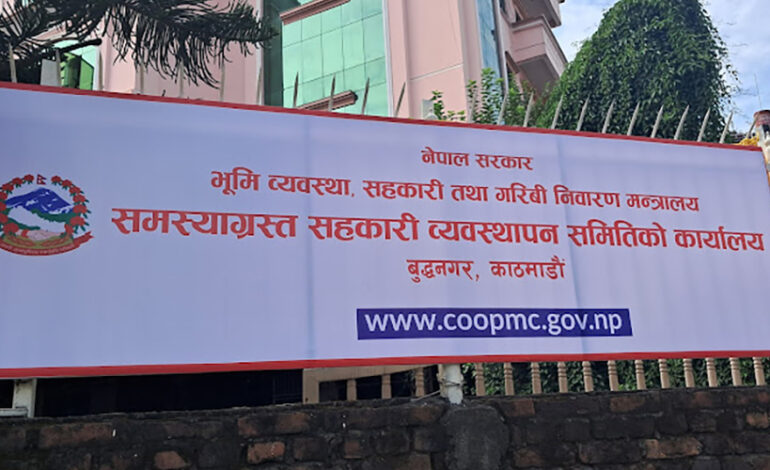 नेपाल सरकार
भूमि व्यवस्था, सहकारी तथा गरिबी निवारण मन्त्रालय
समस्याग्रस्त सहकारी व्यवस्थापन समितिको कार्यालय
बुद्धनगर, काठमाडौं
www.coopmc.gov.np